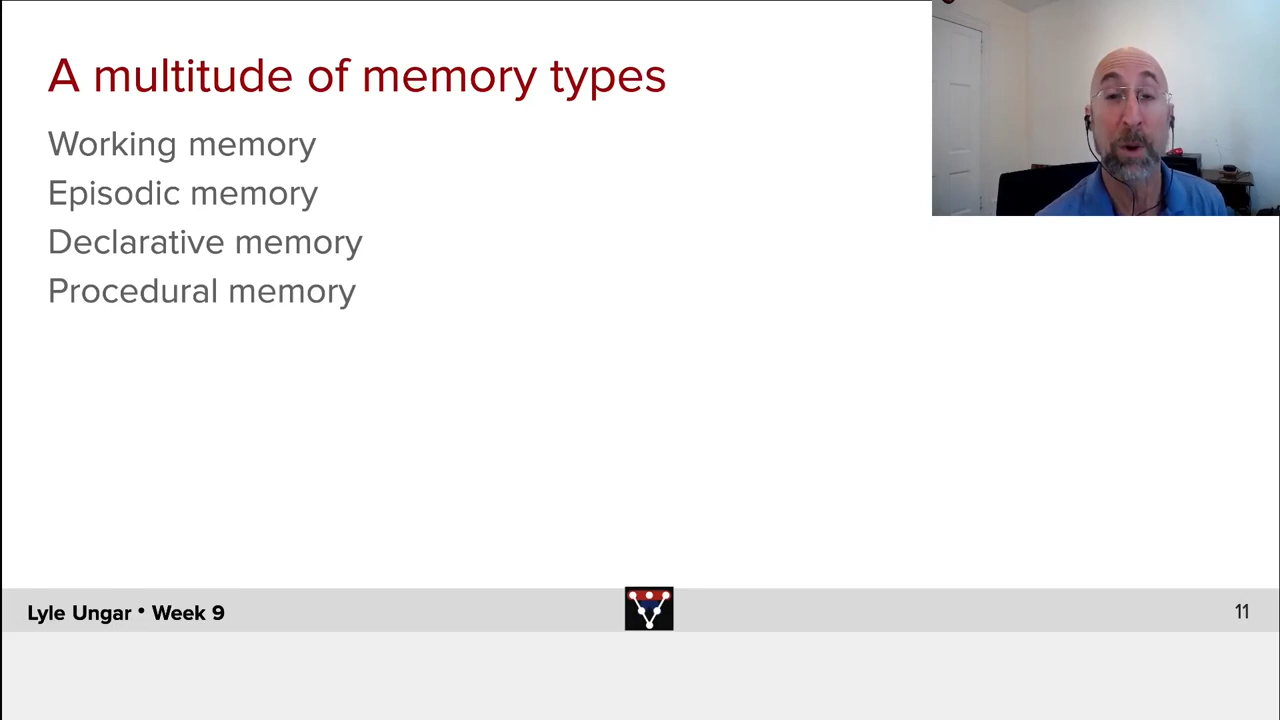 A multitude of memory types
Working memory
Episodic memory
Declarative memory
Procedural memory
Lyle Ungar • Week 9
11